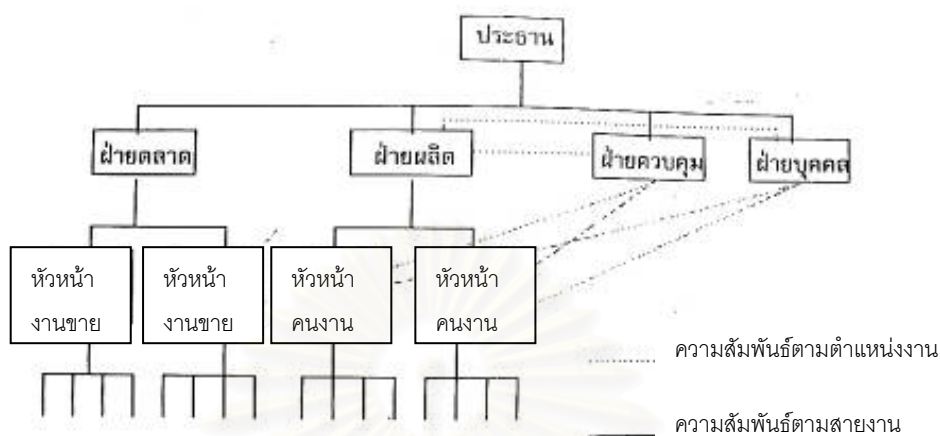 ประธาน
ฝ่ายตลาด
ฝ่ายผลิต
ฝ่ายควบคุม
ฝ่ายบุคคล
หัวหน้า
งานขาย
หัวหน้า
งานขาย
หัวหน้า
คนงาน
หัวหน้า
คนงาน
ความสัมพันธ์ตามตำแหน่งงาน
ความสัมพันธ์ตามสายงาน